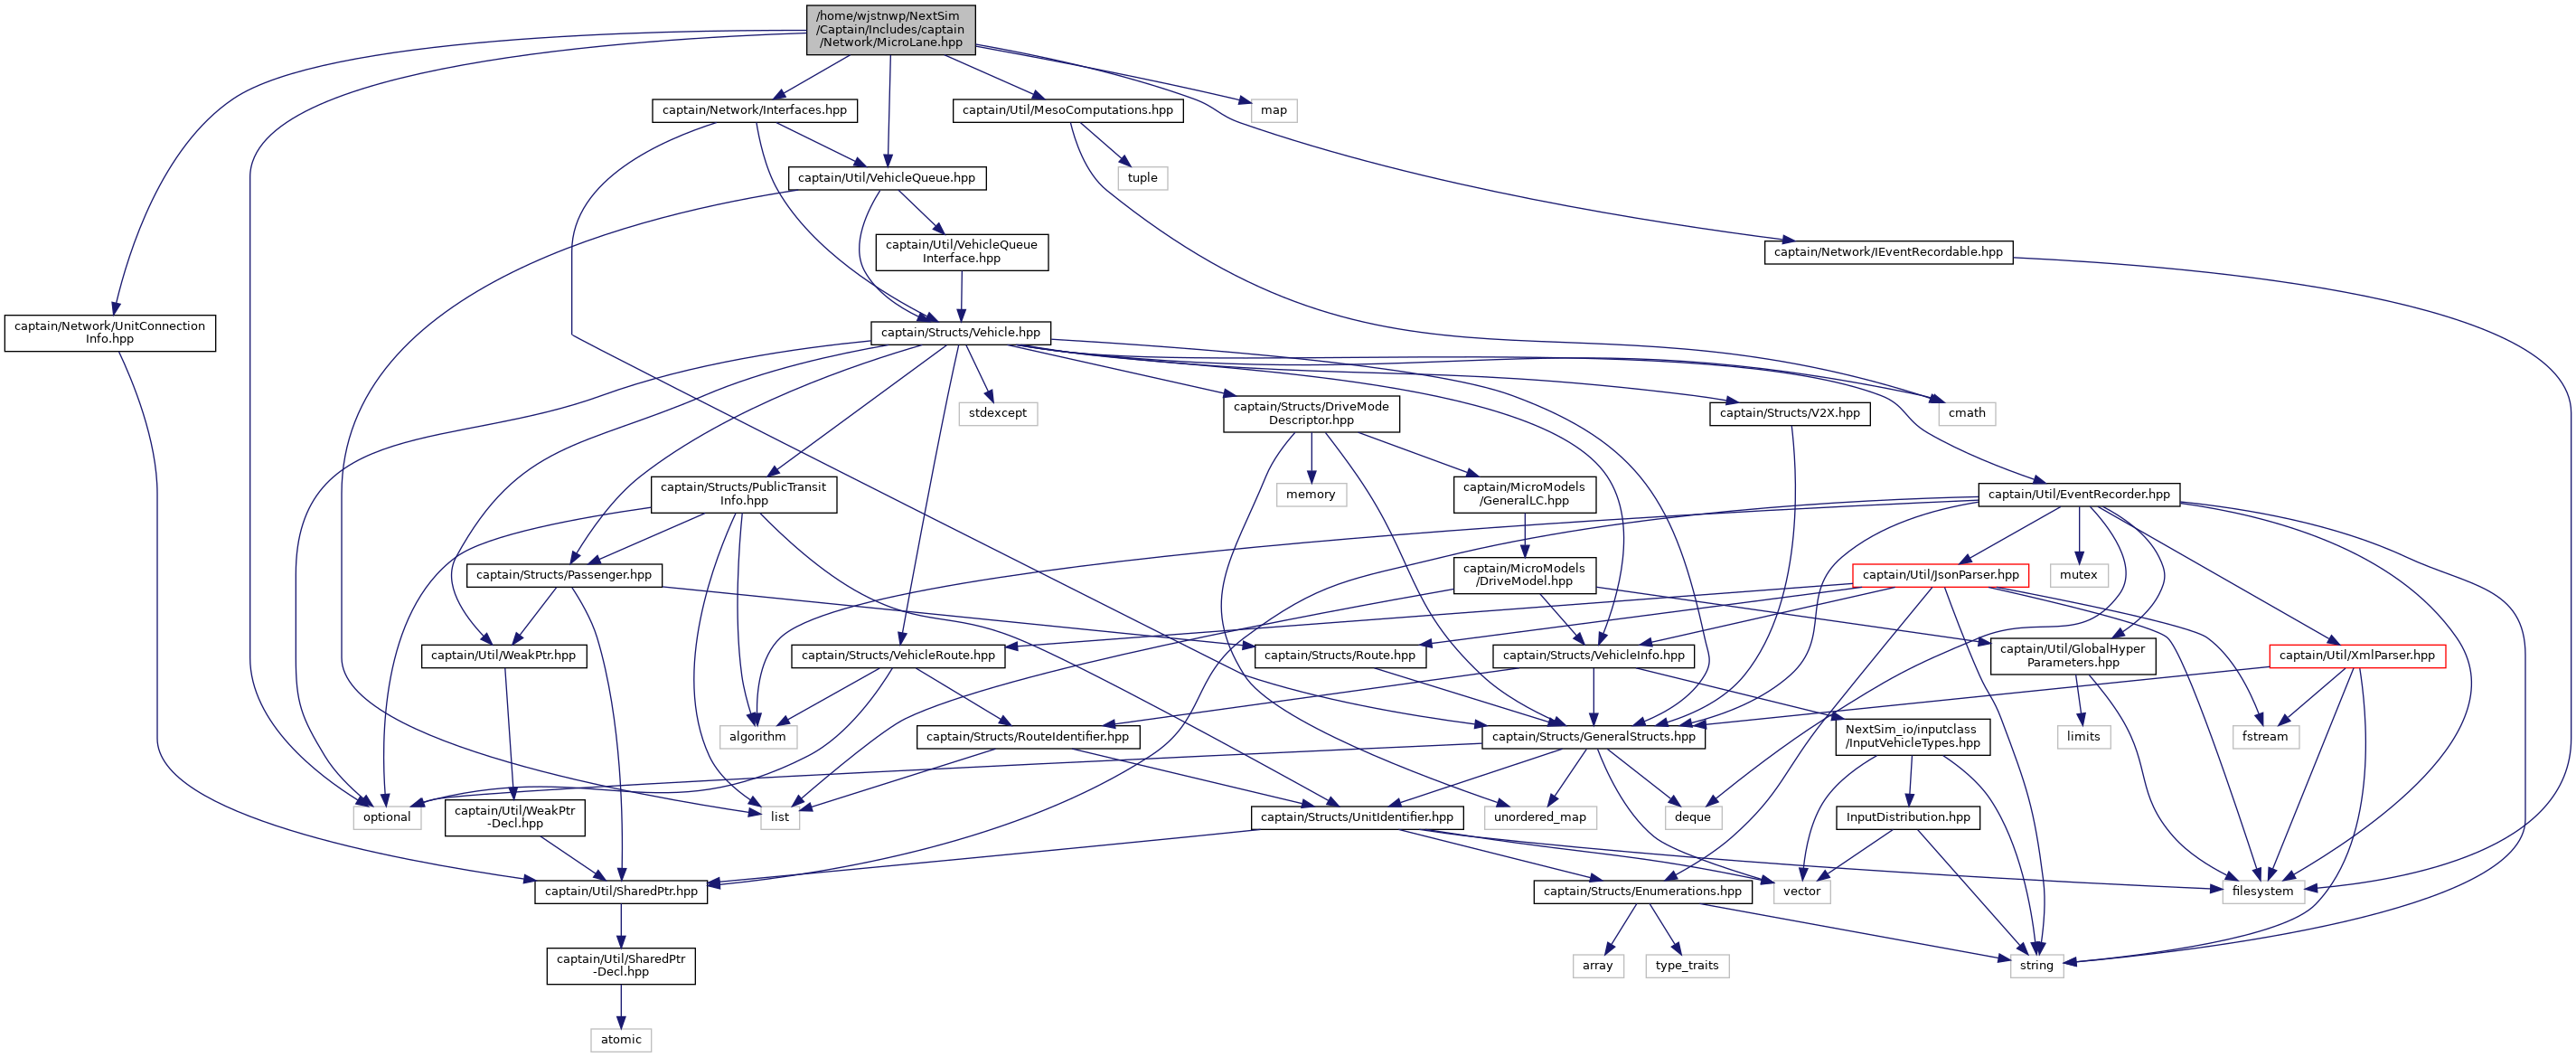 /home/wjstnwp/NextSim
/Captain/Includes/captain
/Network/MicroLane.hpp
captain/Network/Interfaces.hpp
captain/Util/MesoComputations.hpp
map
captain/Util/VehicleQueue.hpp
tuple
captain/Util/VehicleQueue
Interface.hpp
captain/Network/IEventRecordable.hpp
captain/Network/UnitConnection
Info.hpp
captain/Structs/Vehicle.hpp
stdexcept
captain/Structs/DriveMode
Descriptor.hpp
captain/Structs/V2X.hpp
cmath
captain/Structs/PublicTransit
Info.hpp
memory
captain/MicroModels
/GeneralLC.hpp
captain/Util/EventRecorder.hpp
captain/Structs/Passenger.hpp
captain/MicroModels
/DriveModel.hpp
captain/Util/JsonParser.hpp
mutex
captain/Util/WeakPtr.hpp
captain/Structs/VehicleRoute.hpp
captain/Structs/Route.hpp
captain/Structs/VehicleInfo.hpp
captain/Util/GlobalHyper
Parameters.hpp
captain/Util/XmlParser.hpp
algorithm
captain/Structs/RouteIdentifier.hpp
captain/Structs/GeneralStructs.hpp
NextSim_io/inputclass
/InputVehicleTypes.hpp
limits
fstream
optional
captain/Util/WeakPtr
-Decl.hpp
list
captain/Structs/UnitIdentifier.hpp
unordered_map
deque
InputDistribution.hpp
captain/Util/SharedPtr.hpp
captain/Structs/Enumerations.hpp
vector
filesystem
captain/Util/SharedPtr
-Decl.hpp
array
type_traits
string
atomic